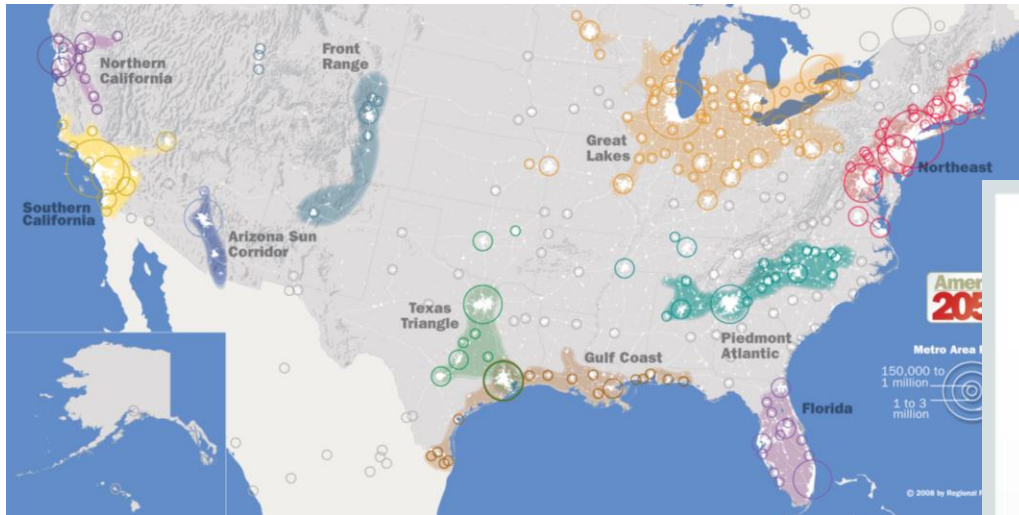 Northern
California
Front
Range
Great
Lakes
Northeast
Southern
California
Arizona Sun
Corridor
Texas
Triangle
Gulf Coast
Piedmont
Atlantic
Florida
Amer
205
Metro Area
150,000 to
1 million
1 to 3
million
© 2008 by Regional